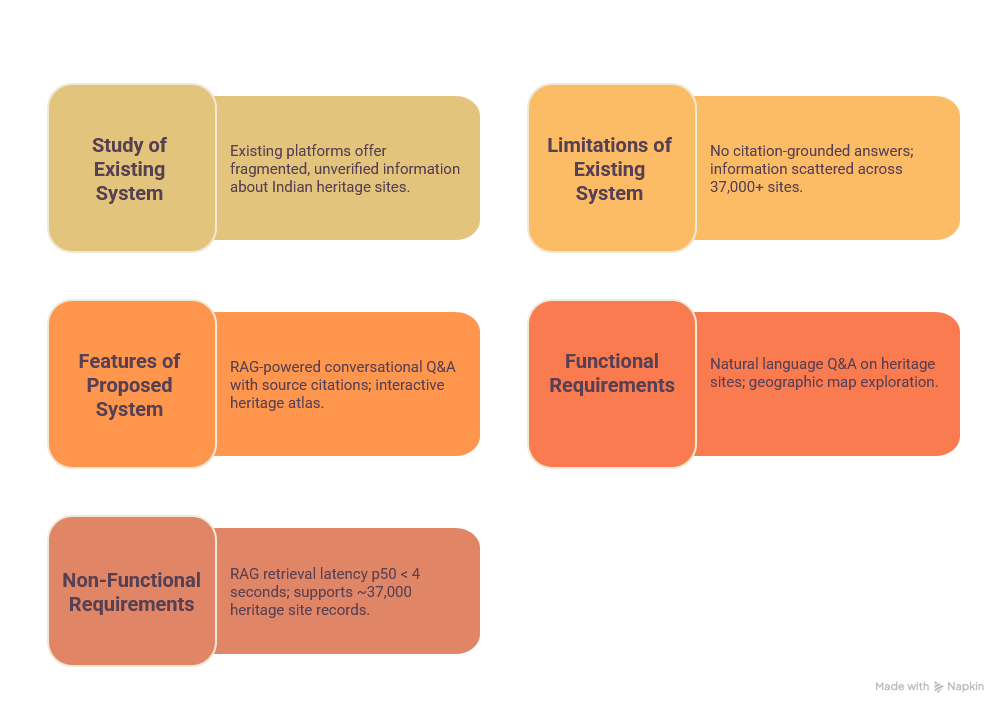 Study of
Existing
System
Existing platforms offer
fragmented, unverified information
about Indian heritage sites.
Limitations of
Existing
System
No citation-grounded answers;
information scattered across
37,000+ sites.
Features of
Proposed
System
RAG-powered conversational Q&A
with source citations; interactive
heritage atlas.
Functional
Requirements
Natural language Q&A on heritage
sites; geographic map exploration.
Non-Functional
Requirements
RAG retrieval latency p50 < 4
seconds; supports ~37,000
heritage site records.
Made with Napkin